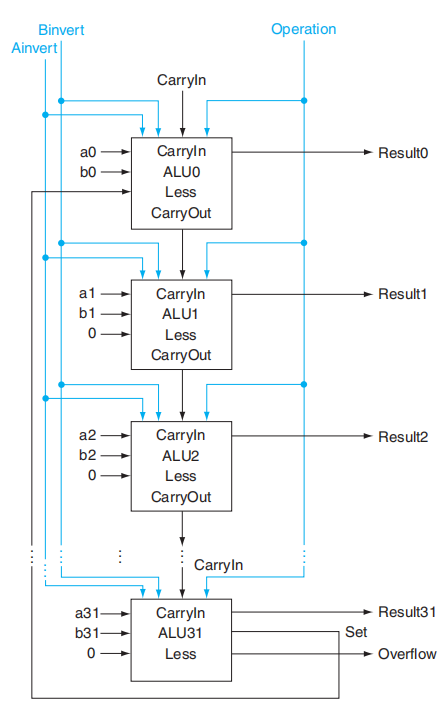 Binvert
Operation
Ainvert
CarryIn
a0
CarryIn
Result0
b0
ALU0
Less
CarryOut
a1
CarryIn
Result1
b1
ALU1
0
Less
CarryOut
a2
CarryIn
Result2
b2
ALU2
0
Less
CarryOut
CarryIn
a31
CarryIn
Result31
b31
ALU31
Set
0
Less
Overflow